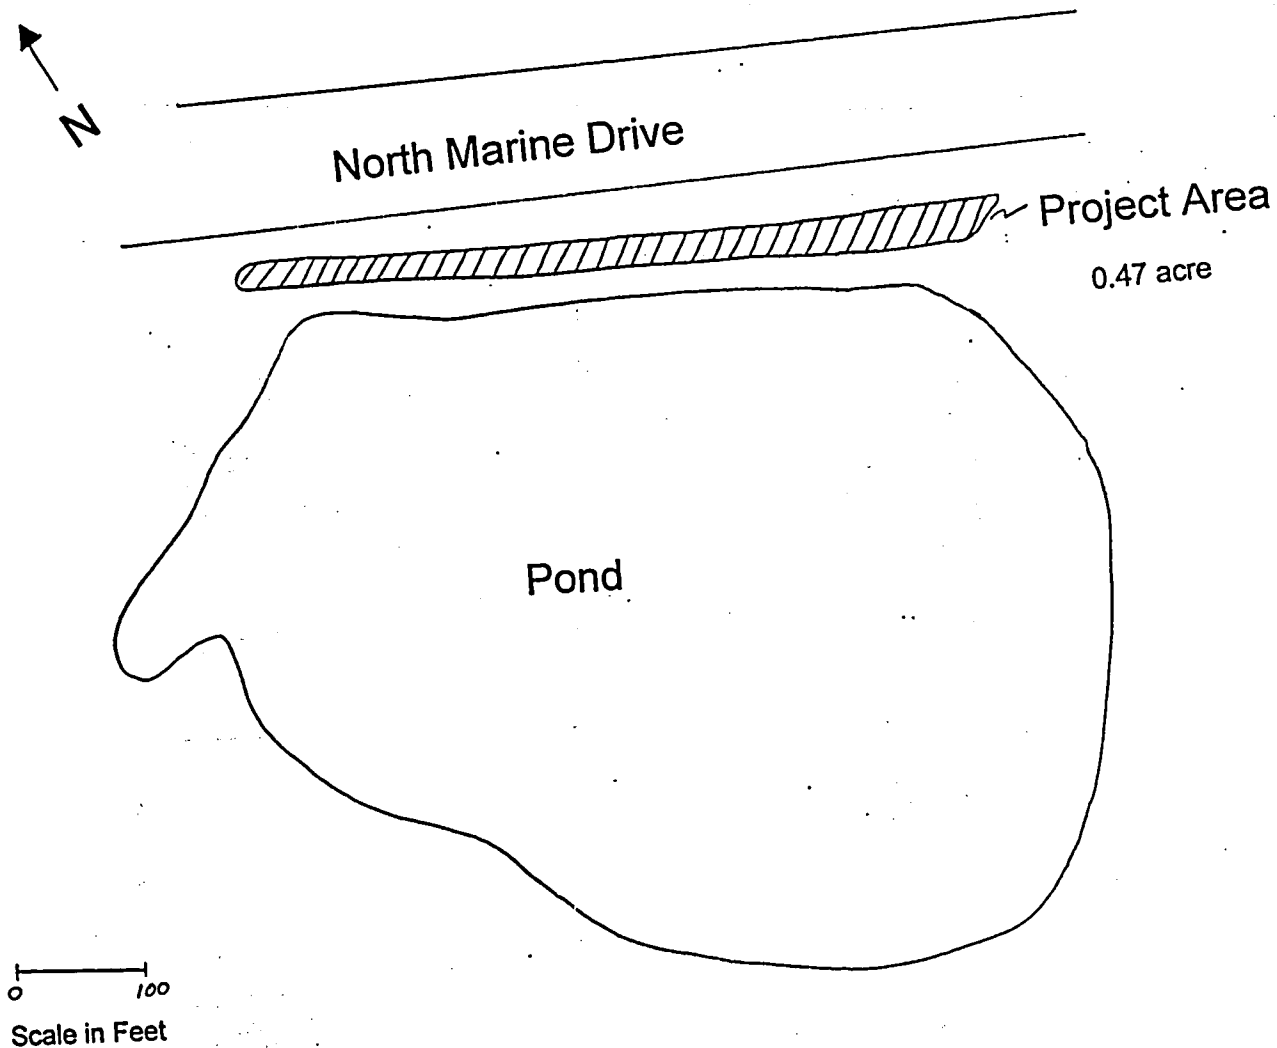 N
North Marine Drive
Project Area
0.47 acre
Pond
0 100
Scale in Feet